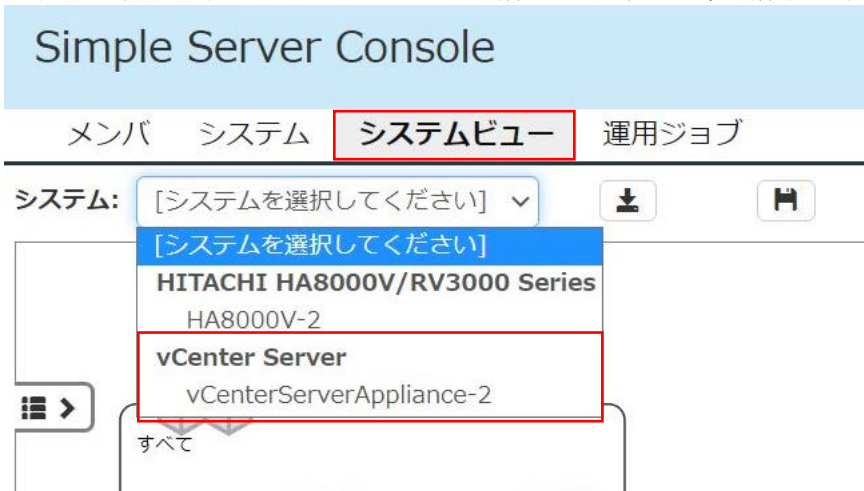 Simple Server Console
メンバ システム システムビュー 運用ジョブ
システム: [システムを選択してください]
[システムを選択してください]
HITACHI HA8000V/RV3000 Series
HA8000V-2
vCenter Server
vCenterServerAppliance-2
すべて